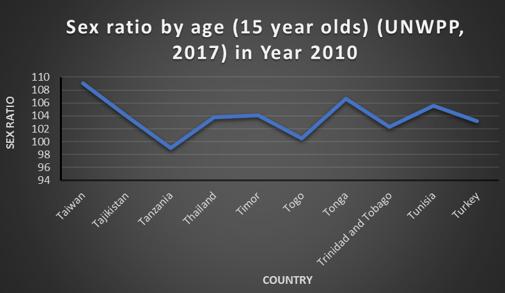 Sex ratio by age (15 year olds) (UNWPP,
2017) in Year 2010
SEX RATIO
110
108
106
104
102
100
98
96
94
Taiwan
Tajikistan
Tanzania
Thailand
Timor
Togo
Tonga
Trinidad and Tobago
Tunisia
Turkey
COUNTRY